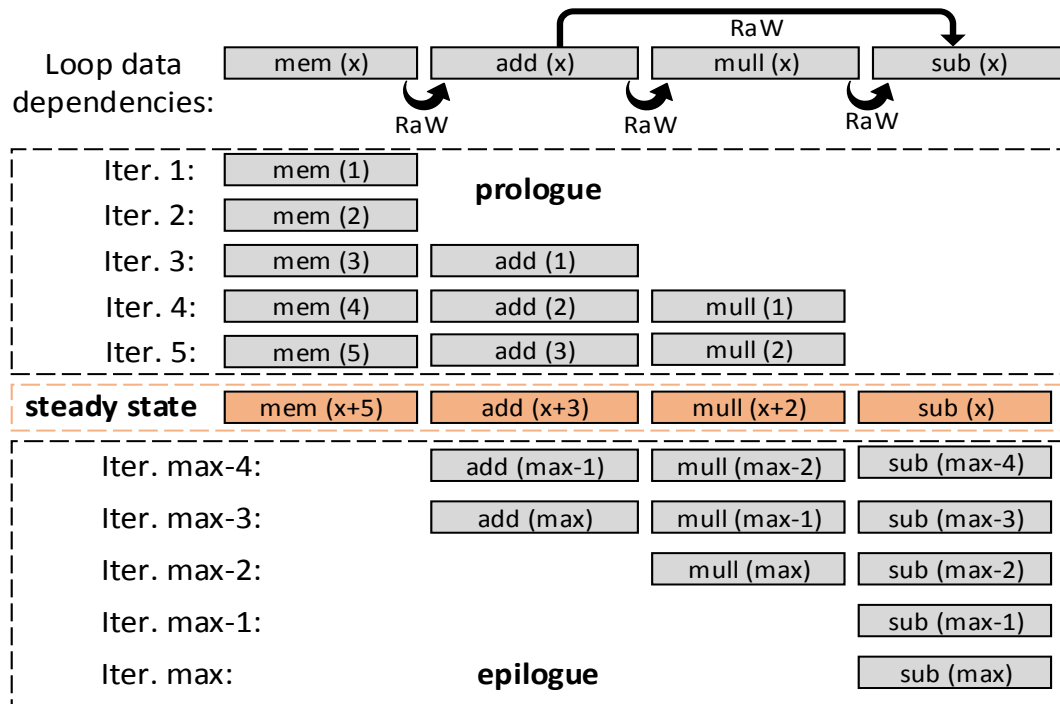 RaW
Loop data dependencies:
mem (x) add (x) mull (x) sub (x)
RaW RaW RaW
Iter. 1: mem (1)
prologue
Iter. 2: mem (2)
Iter. 3: mem (3) add (1)
Iter. 4: mem (4) add (2) mull (1)
Iter. 5: mem (5) add (3) mull (2)
steady state mem (x+5) add (x+3) mull (x+2) sub (x)
Iter. max-4: add (max-1) mull (max-2) sub (max-4)
Iter. max-3: add (max) mull (max-1) sub (max-3)
Iter. max-2: mull (max) sub (max-2)
Iter. max-1: sub (max-1)
Iter. max: epilogue sub (max)